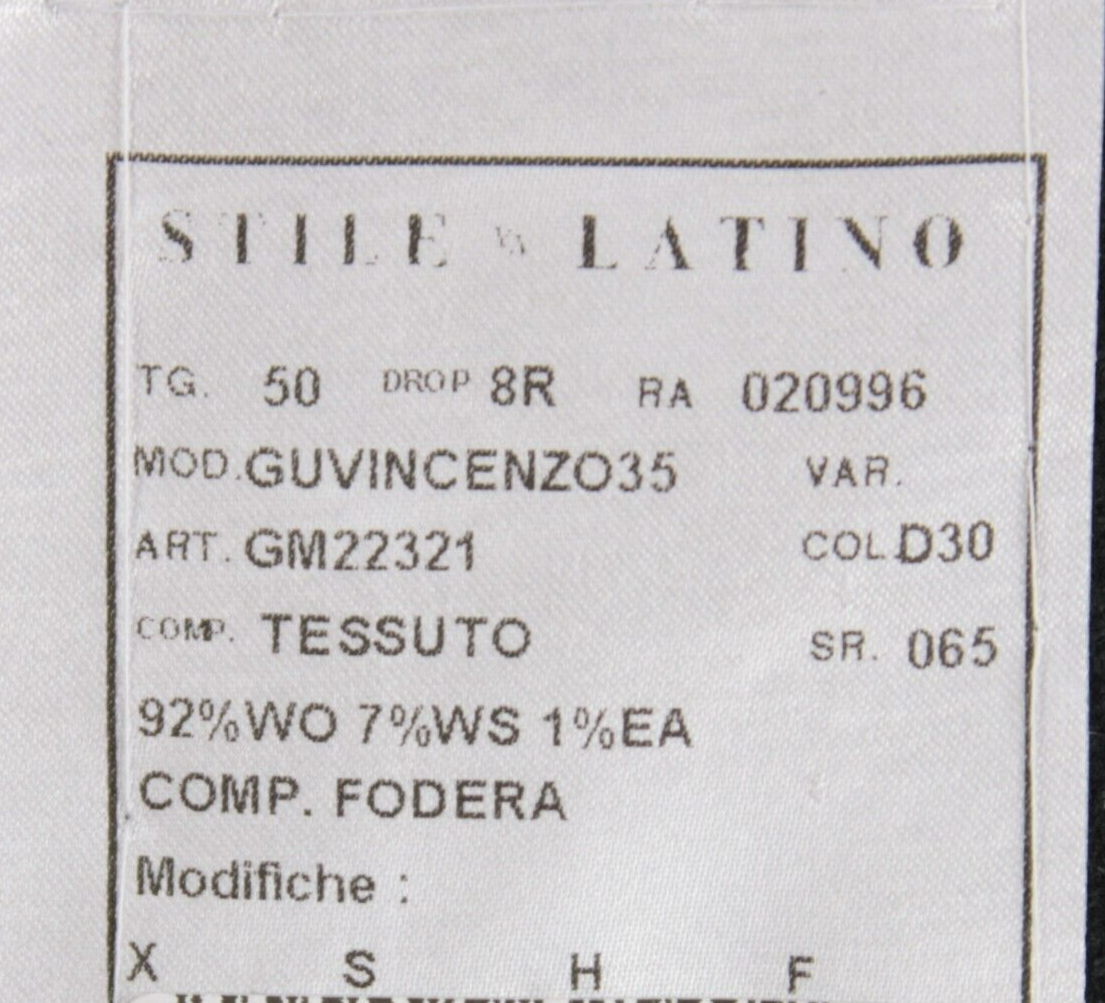 STILE LATINO
TG. 50 DROP 8R RA 020996
MOD. GUVINCENZO35 VAR.
ART. GM22321 COL. D30
COMP. TESSUTO SR. 065
92%WO 7%WS 1%EA
COMP. FODERA
Modifiche :
X S H F